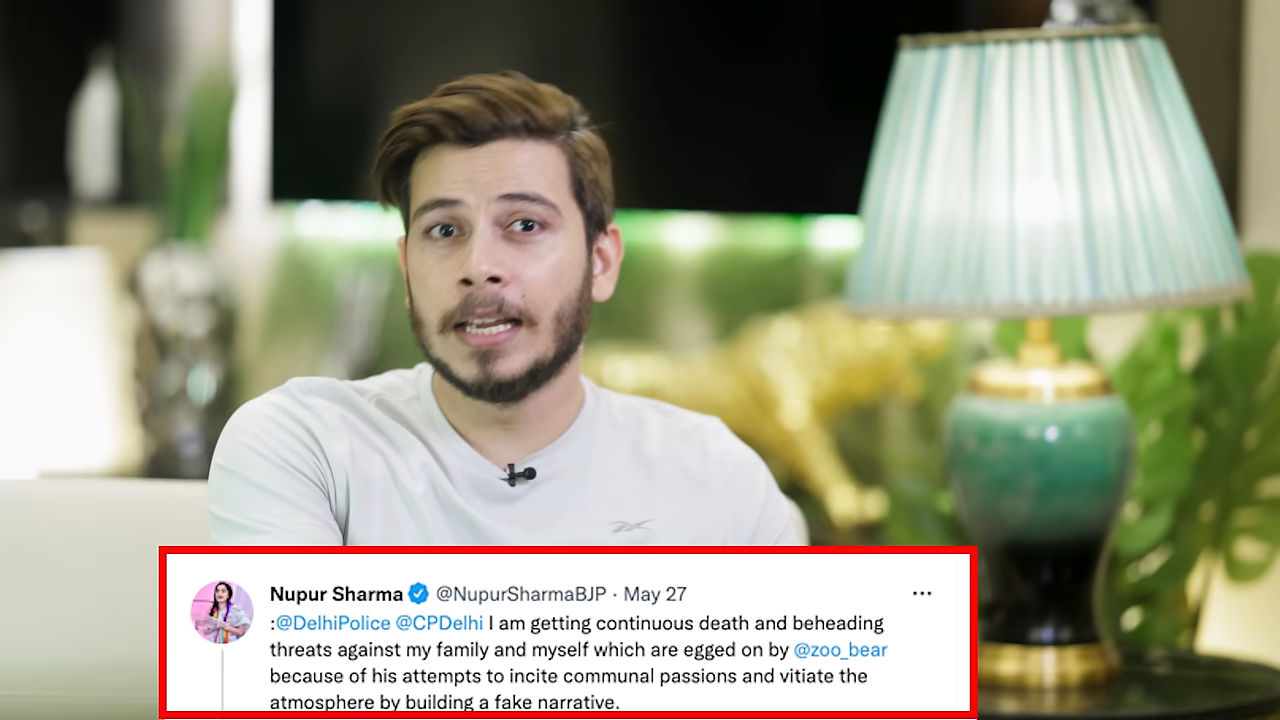 Nupur Sharma @NupurSharmaBJP · May 27
:@DelhiPolice @CPDelhi I am getting continuous death and beheading
threats against my family and myself which are egged on by @zoo_bear
because of his attempts to incite communal passions and vitiate the
atmosphere by building a fake narrative.